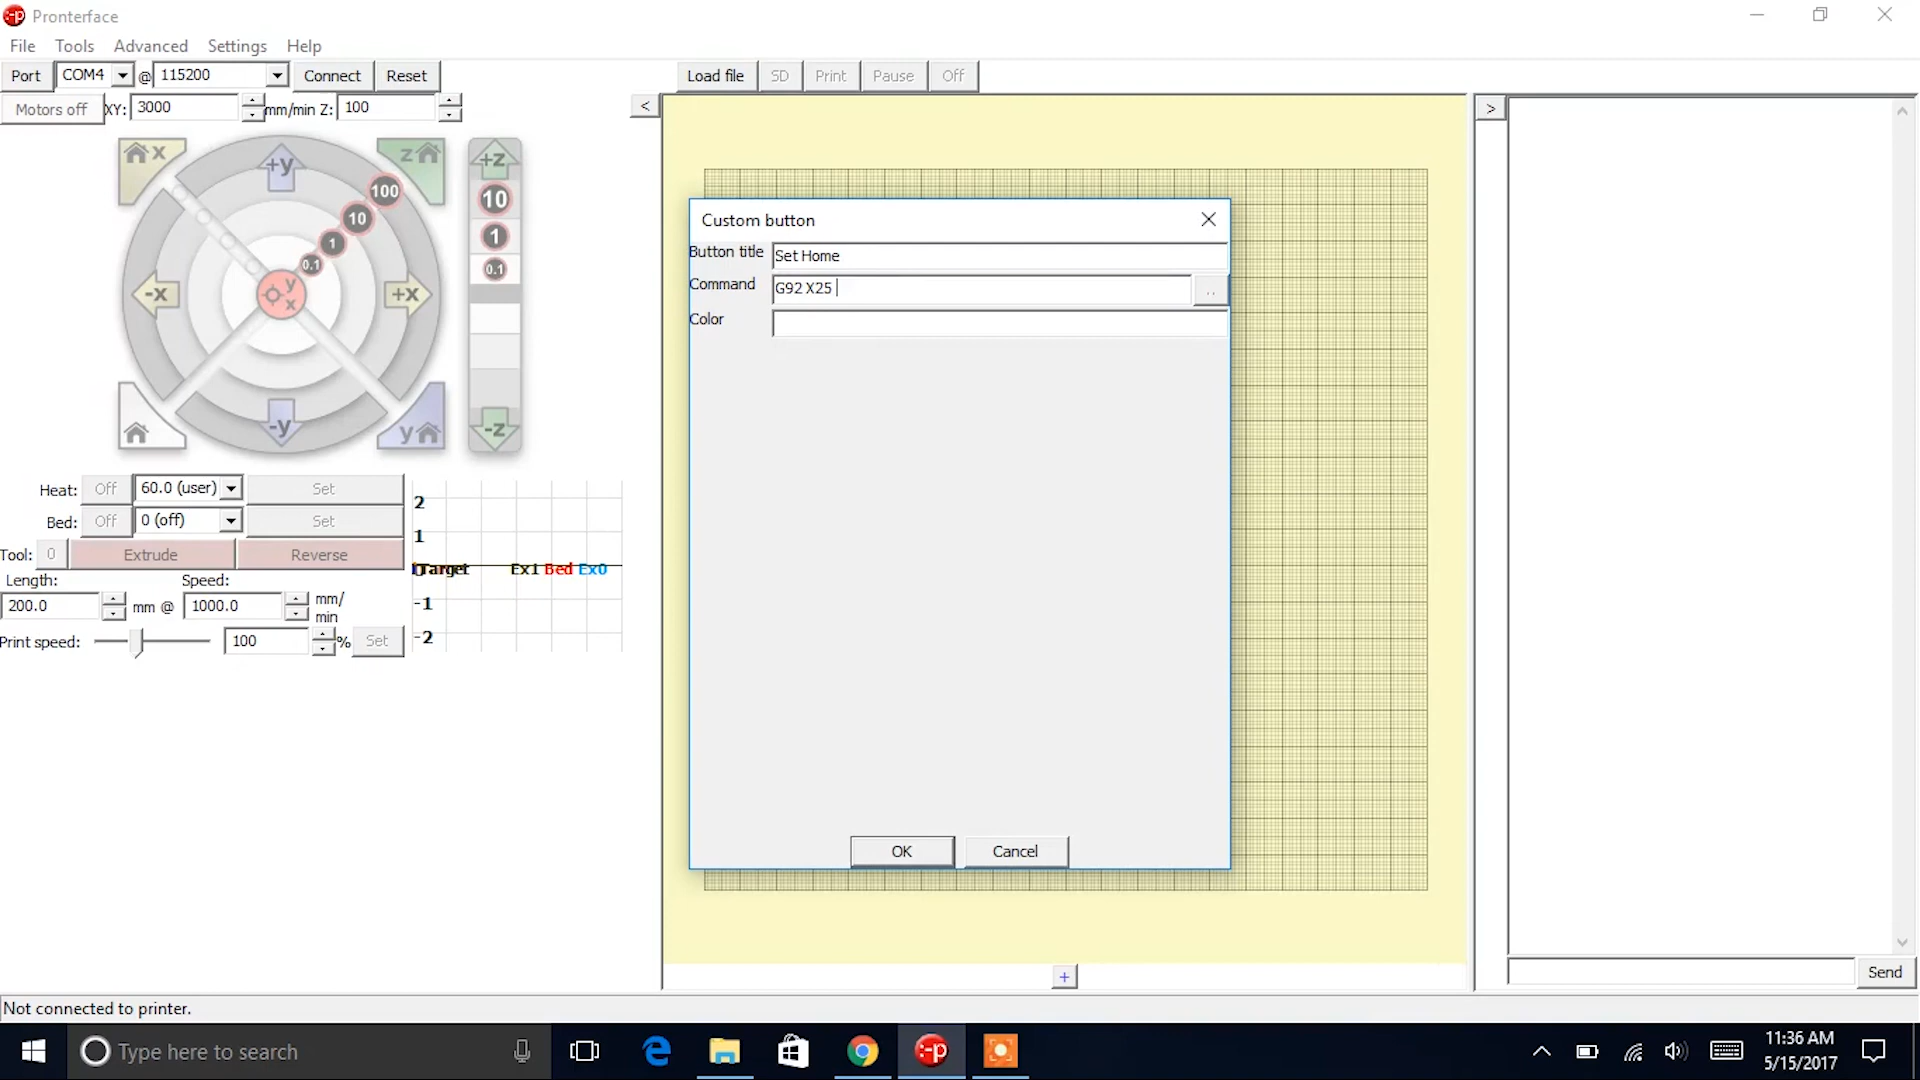 Pronterface
File Tools Advanced Settings Help
Port COM4 @ 115200 Connect Reset Load file SD Print Pause Off
Motors off XY: 3000 mm/min Z: 100 < >
x z
+y
+z
100
10
1
0.1
10
1
0.1
-x y x +x
-y
-z
y
Custom button
Button title Set Home
Command G92 X25 ..
Color
OK Cancel
Heat: Off 60.0 (user) Set
Bed: Off 0 (off) Set
Tool: 0 Extrude Reverse
Length: Speed:
200.0 mm @ 1000.0 mm/
min
Print speed: 100 % Set
2
1
Target Ex1 Bed Ex0
-1
-2
+
Send
Not connected to printer.
Type here to search
:-p
11:36 AM
5/15/2017